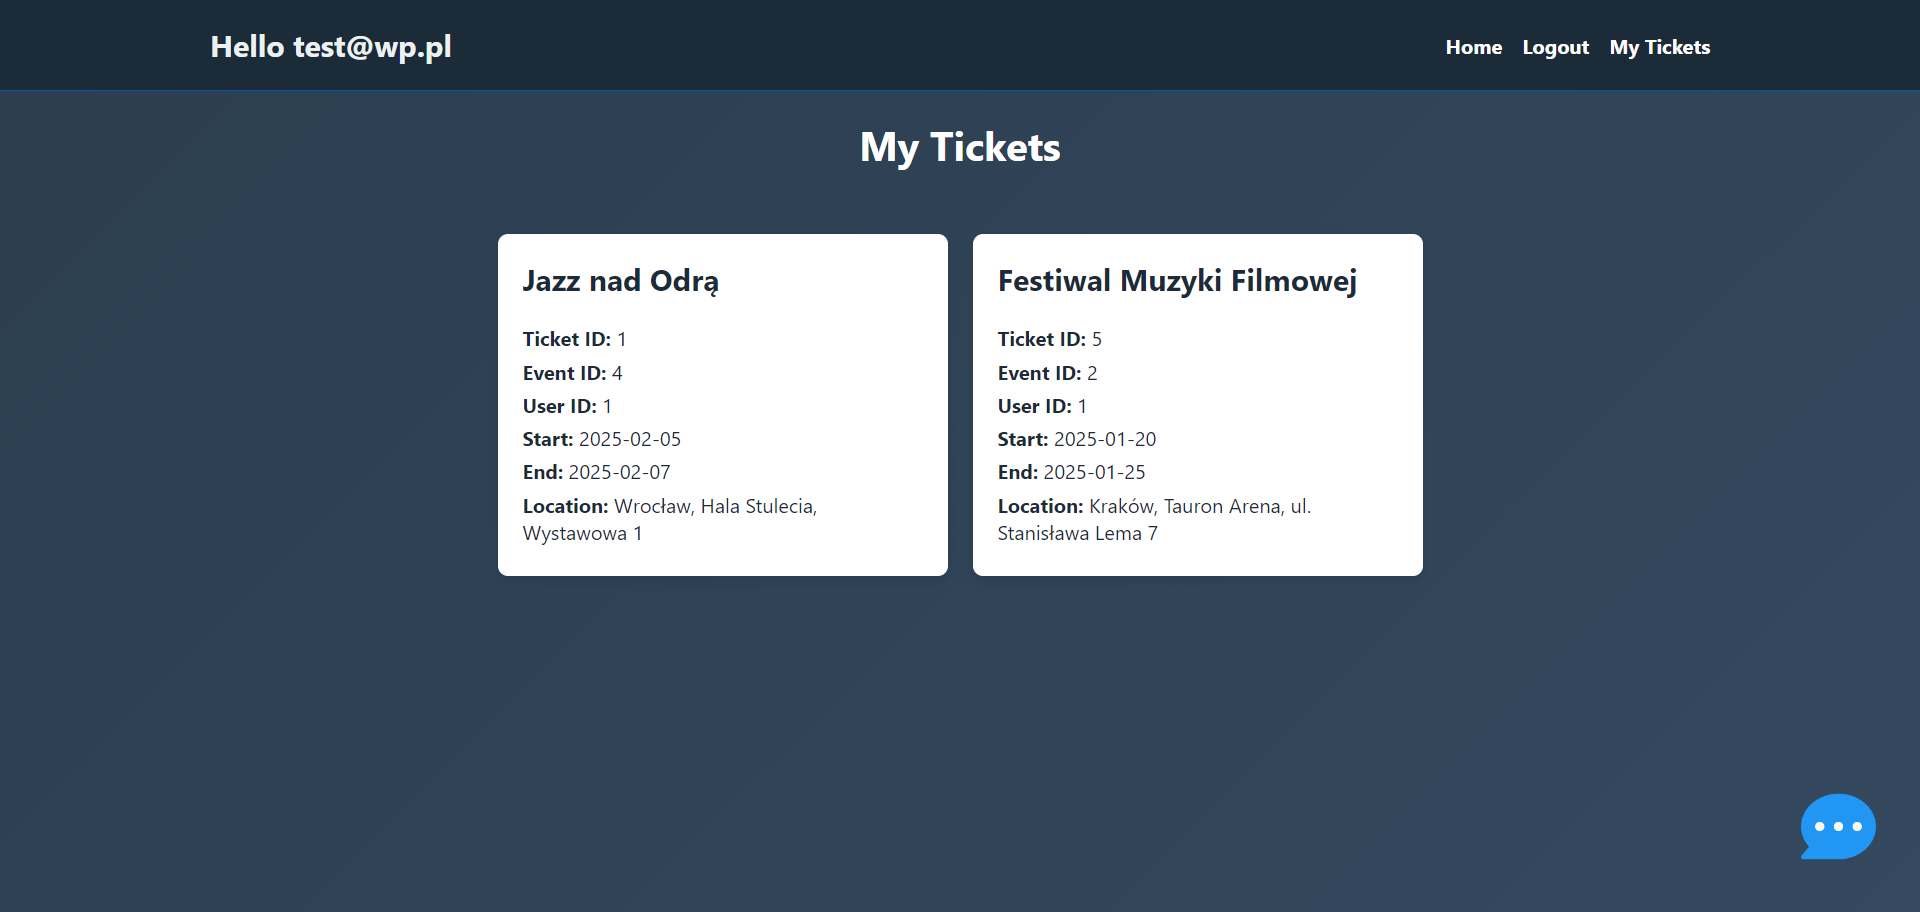 Hello test@wp.pl
Home Logout My Tickets
My Tickets
Jazz nad Odrą
Ticket ID: 1
Event ID: 4
User ID: 1
Start: 2025-02-05
End: 2025-02-07
Location: Wrocław, Hala Stulecia,
Wystawowa 1
Festiwal Muzyki Filmowej
Ticket ID: 5
Event ID: 2
User ID: 1
Start: 2025-01-20
End: 2025-01-25
Location: Kraków, Tauron Arena, ul.
Stanisława Lema 7